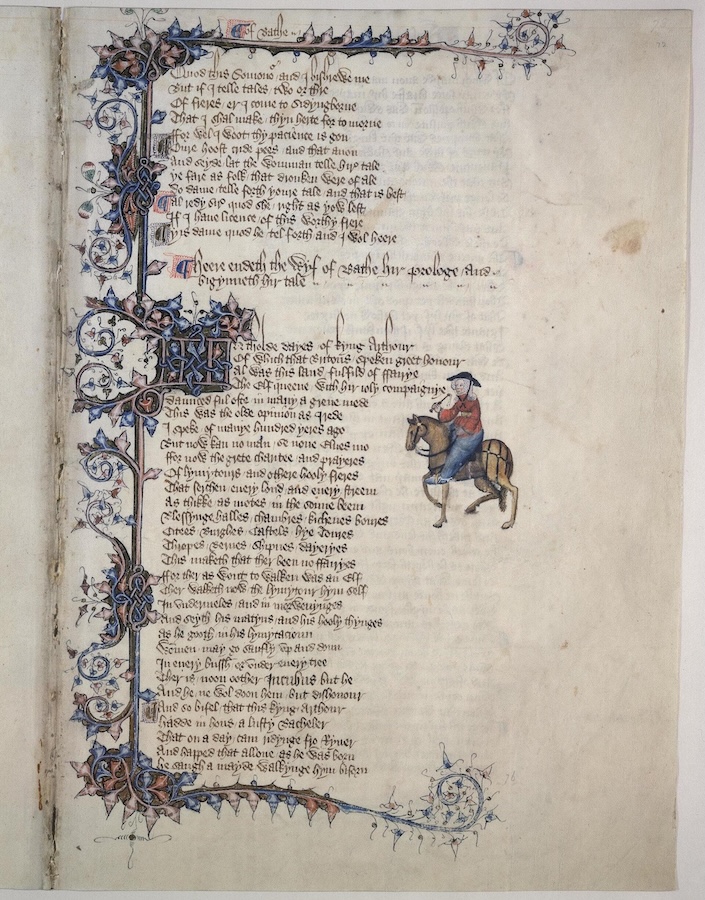 Of Bathe
Quod this Somonor and I bishrewe me
But if I telle tales two or thre
Of freres er I come to Sidyngborne
That I shal make thyn herte for to morne
ffor wel I woot thy pacience is gon
Oure hoost cride pees and that anon
And seyde lat the womman telle hire tale
ye fare as folk that dronken were of ale
Do dame telle forth youre tale and that is best
Al redy sire quod she right as yow lest
If I haue licence of this worthy frere
Yis dame quod he tel forth and I wol heere
Heere endeth the Wyf of Bathe hir prologe And
bigynneth hir tale
In tholde dayes of kyng Arthour
Of which that Britons speken greet honour
Al was this land fulfild of ffairye
The Elf queene with hir ioly compaignye
Daunced ful ofte in many a grene mede
This was the olde opinion as I rede
I speke of manye hundred yeres ago
But now kan no man se none Elues mo
ffor now the grete charitee and prayeres
Of lymytours and othere hooly freres
That serchen euery lond and euery streem
As thikke as motes in the sonne beem
Blessynge halles chambres kichenes boures
Citees Burghes Castels hye Toures
Thropes Bernes Shipnes Dayeryes
This maketh that ther been no ffairyes
ffor ther as wont to walken was an Elf
Ther walketh now the lymytour hym self
In vndermeles and in morwenynges
And seyth his matyns and his hooly thynges
As he gooth in his lymytacioun
Wommen may go saufly vp and doun
In euery bussh or vnder euery tree
Ther is noon oother Incubus but he
And he ne wol doon hem but dishonour
And so bifel that this kyng Arthour
Hadde in hous a lusty Bacheler
That on a day cam ridynge fro Ryuer
And happed that allone as he was born
He saugh a mayde walkynge hym biforn